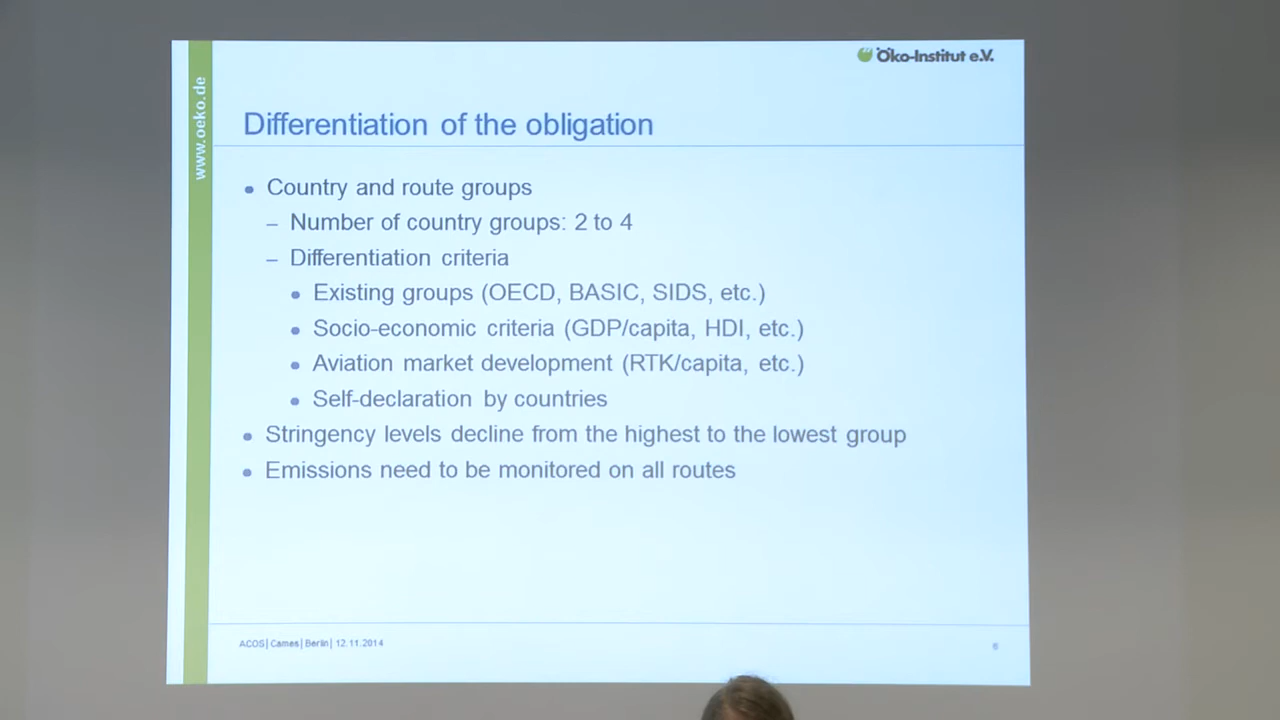 www.oeko.de
Öko-Institut e.V.
Differentiation of the obligation
• Country and route groups
– Number of country groups: 2 to 4
– Differentiation criteria
• Existing groups (OECD, BASIC, SIDS, etc.)
• Socio-economic criteria (GDP/capita, HDI, etc.)
• Aviation market development (RTK/capita, etc.)
• Self-declaration by countries
• Stringency levels decline from the highest to the lowest group
• Emissions need to be monitored on all routes
ACOS| Cames| Berlin| 12.11.2014
6